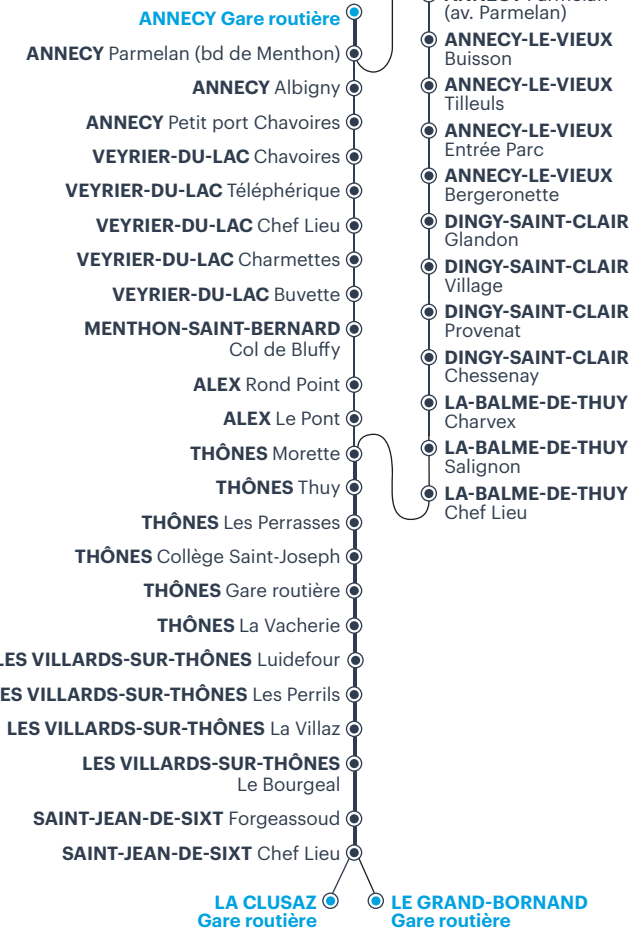 ANNECY Gare routière
ANNECY Parmelan (bd de Menthon)
ANNECY Albigny
ANNECY Petit port Chavoires
VEYRIER-DU-LAC Chavoires
VEYRIER-DU-LAC Téléphérique
VEYRIER-DU-LAC Chef Lieu
VEYRIER-DU-LAC Charmettes
VEYRIER-DU-LAC Buvette
MENTHON-SAINT-BERNARD
Col de Bluffy
ALEX Rond Point
ALEX Le Pont
THÔNES Morette
THÔNES Thuy
THÔNES Les Perrasses
THÔNES Collège Saint-Joseph
THÔNES Gare routière
THÔNES La Vacherie
LES VILLARDS-SUR-THÔNES Luidefour
LES VILLARDS-SUR-THÔNES Les Perrils
LES VILLARDS-SUR-THÔNES La Villaz
LES VILLARDS-SUR-THÔNES
Le Bourgeal
SAINT-JEAN-DE-SIXT Forgeassoud
SAINT-JEAN-DE-SIXT Chef Lieu
LA CLUSAZ
Gare routière
LE GRAND-BORNAND
Gare routière
(av. Parmelan)
ANNECY-LE-VIEUX
Buisson
ANNECY-LE-VIEUX
Tilleuls
ANNECY-LE-VIEUX
Entrée Parc
ANNECY-LE-VIEUX
Bergeronette
DINGY-SAINT-CLAIR
Glandon
DINGY-SAINT-CLAIR
Village
DINGY-SAINT-CLAIR
Provenat
DINGY-SAINT-CLAIR
Chessenay
LA-BALME-DE-THUY
Charvex
LA-BALME-DE-THUY
Salignon
LA-BALME-DE-THUY
Chef Lieu